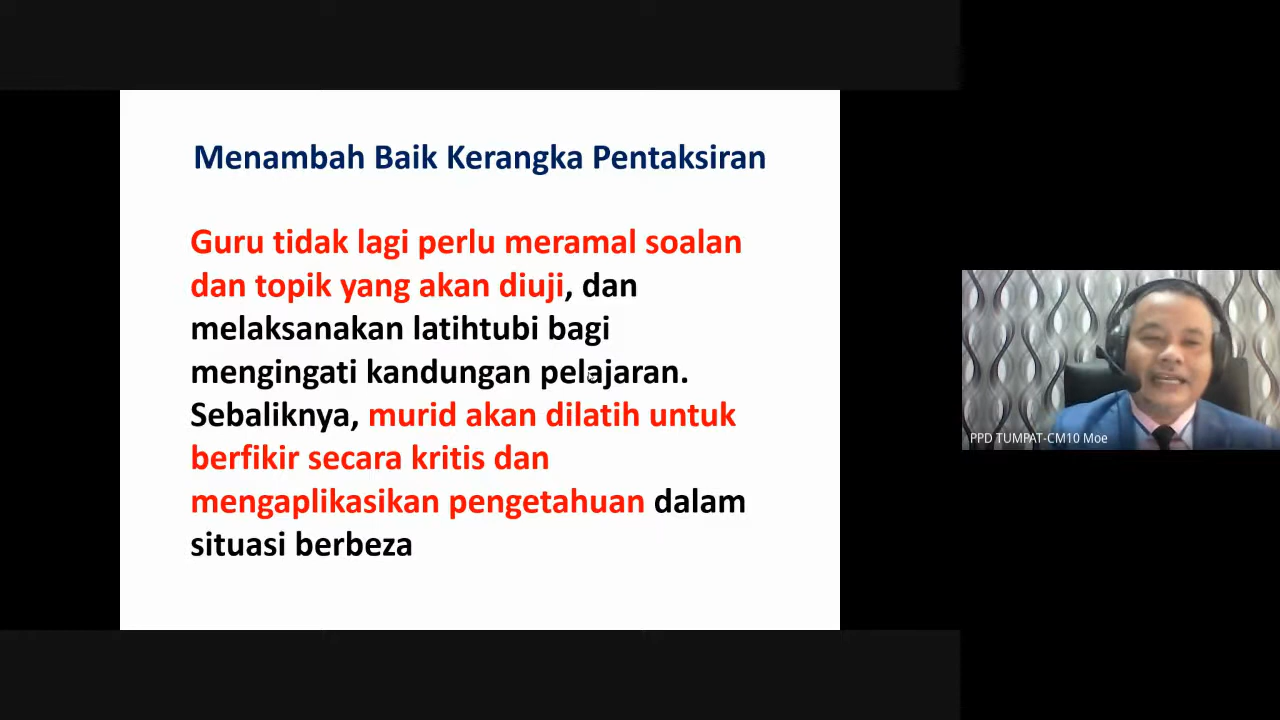 Menambah Baik Kerangka Pentaksiran
Guru tidak lagi perlu meramal soalan
dan topik yang akan diuji, dan
melaksanakan latihtubi bagi
mengingati kandungan pelajaran.
Sebaliknya, murid akan dilatih untuk
berfikir secara kritis dan
mengaplikasikan pengetahuan dalam
situasi berbeza
PPD TUMPAT-CM10 Moe